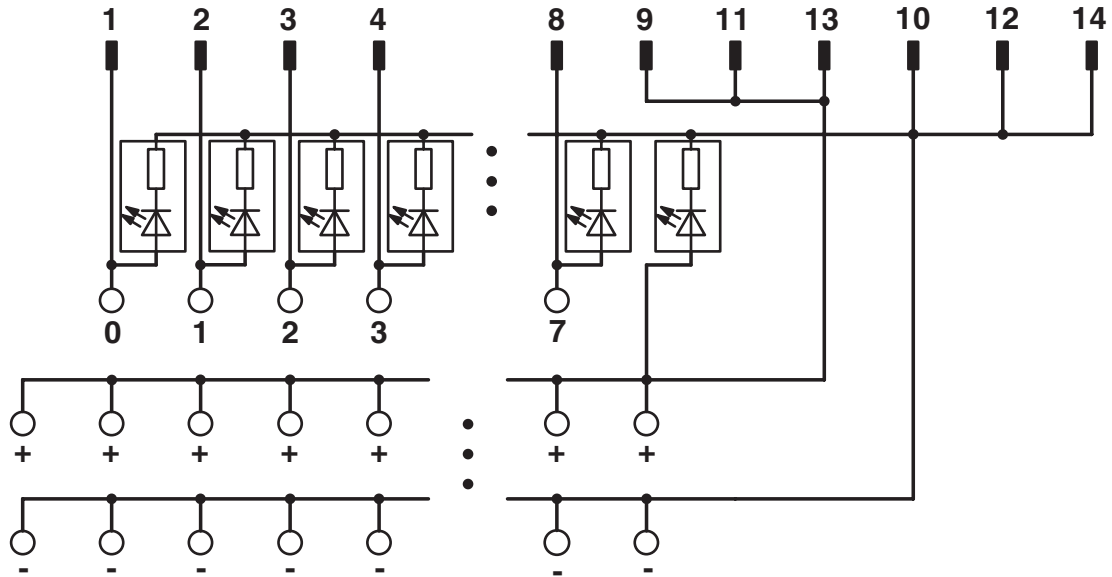 1 2 3 4 8 9 11 13 10 12 14
0 1 2 3 7
+ + + + + + +
- - - - - - -